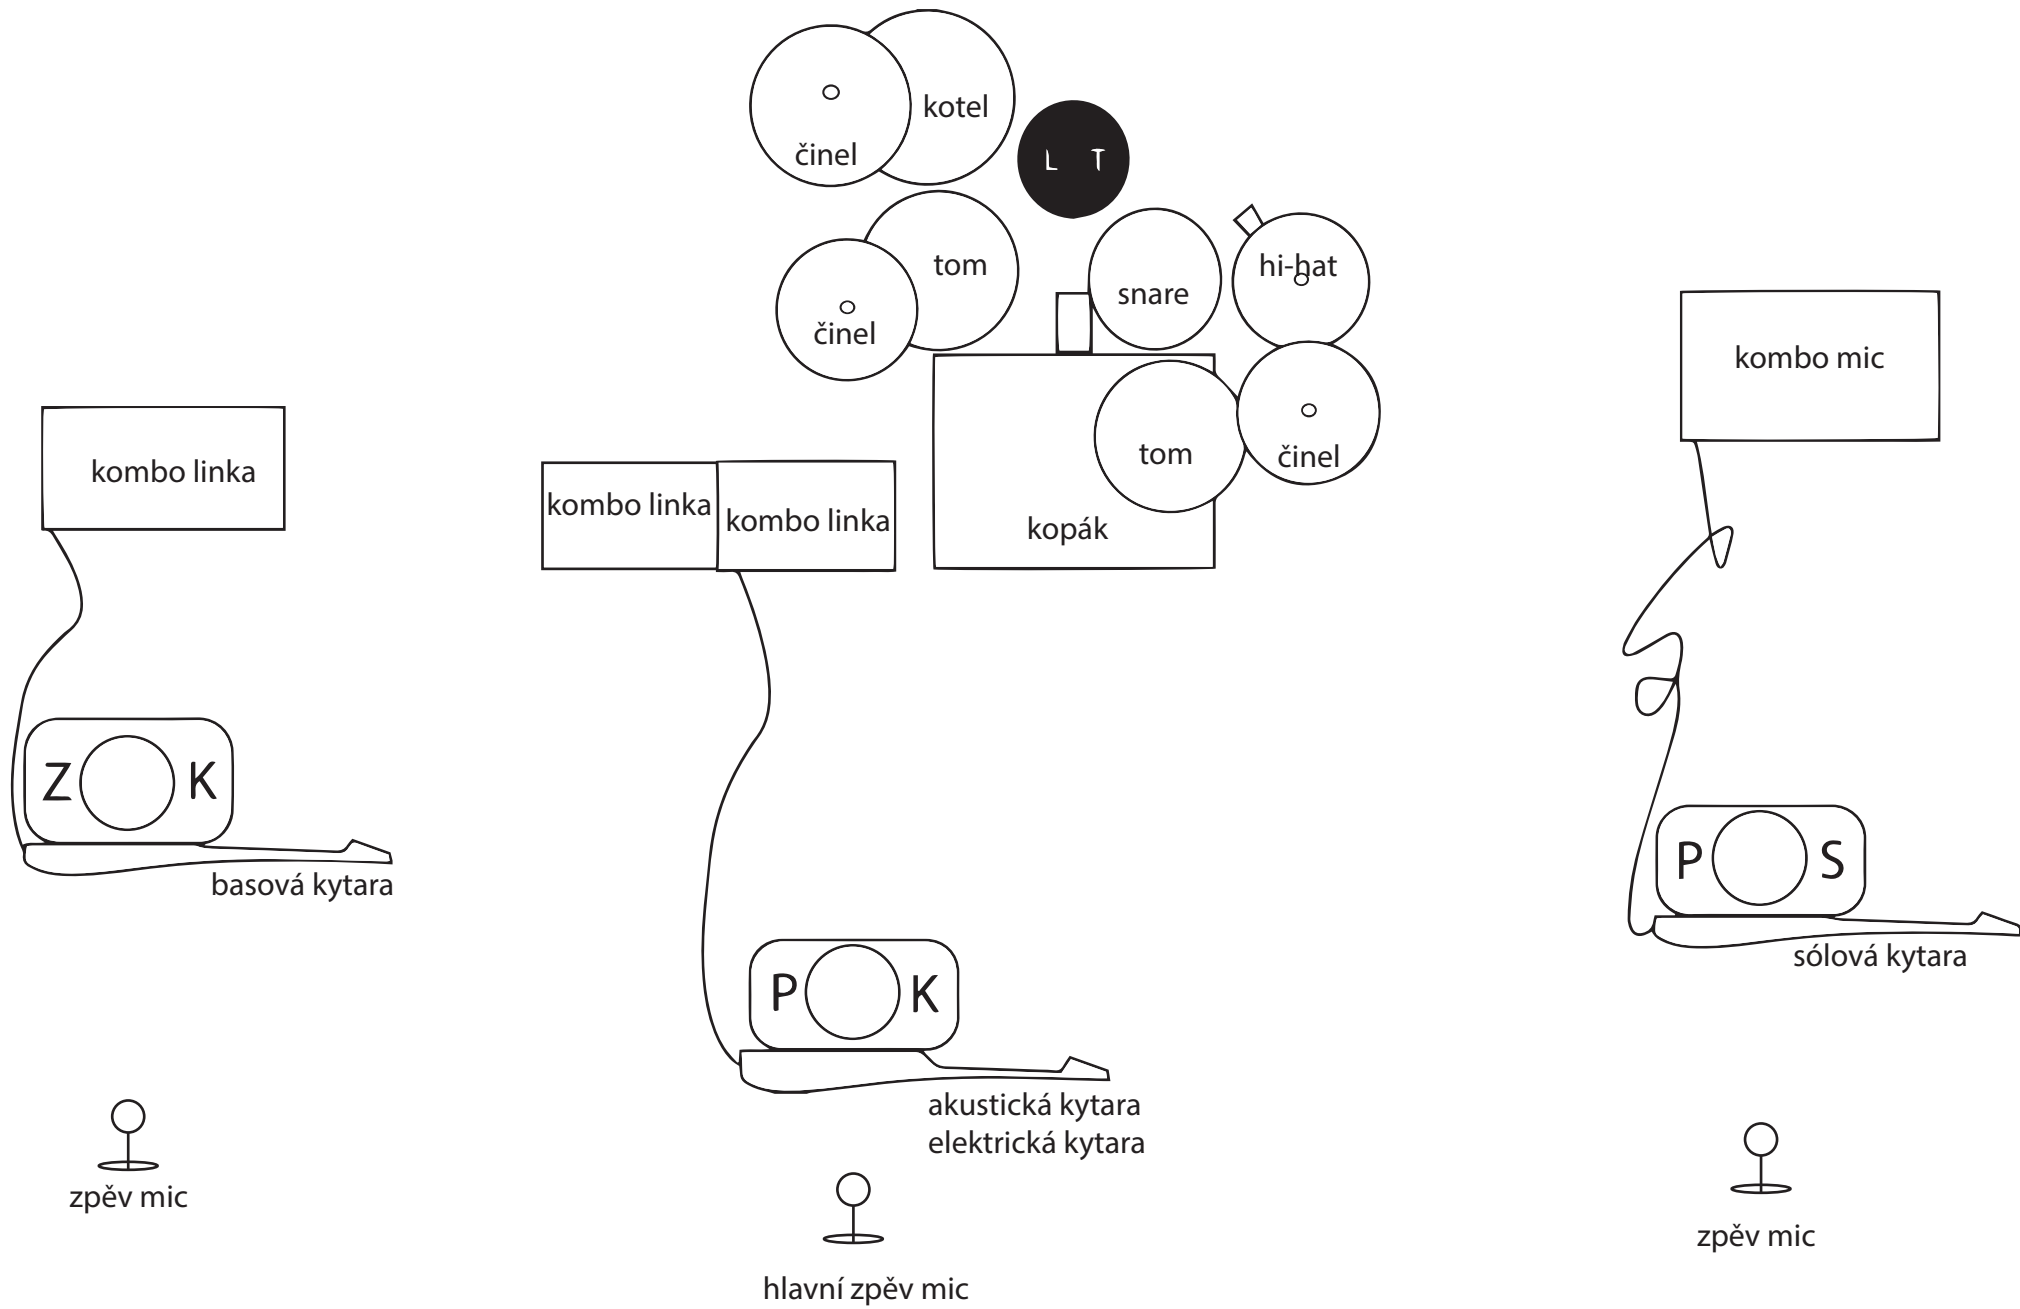 kotel
činel
L T
tom
hi-hat
snare
činel
kombo mic
tom
činel
kombo linka
kombo linka
kombo linka
kopák
Z K
basová kytara
P S
sólová kytara
P K
akustická kytara
elektrická kytara
zpěv mic
zpěv mic
hlavní zpěv mic